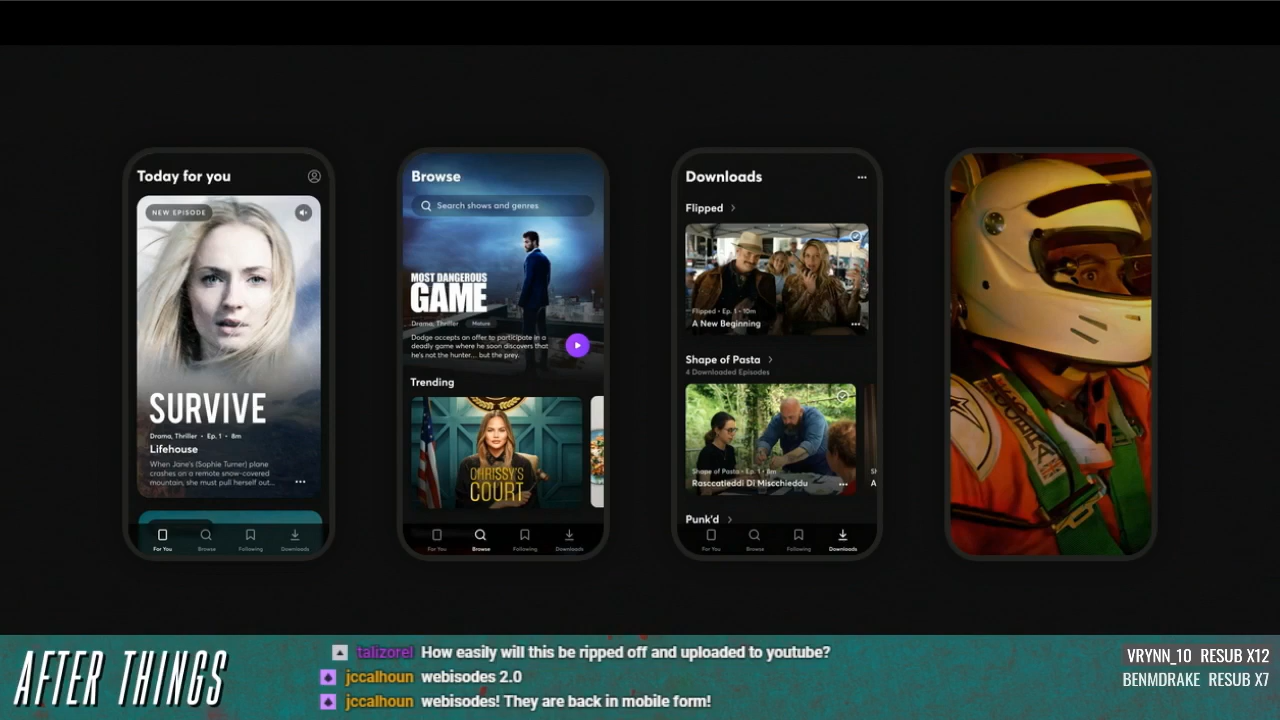 Today for you
NEW EPISODE
SURVIVE
Drama, Thriller • Ep. 1 • 8m
Lifehouse
When Jane's (Sophie Turner) plane
crashes on a remote snow-covered
mountain, she must pull herself out...
For You
Browse
Following
Downloads
Browse
Search shows and genres
MOST DANGEROUS
GAME
Drama, Thriller
Mature
Dodge accepts an offer to participate in a
deadly game where he soon discovers that
he's not the hunter... but the prey.
Trending
CHRISSY'S
COURT
For You
Browse
Following
Downloads
Downloads
Flipped
Flipped • Ep. 1 • 10m
A New Beginning
Shape of Pasta
4 Downloaded Episodes
Shape of Pasta • Ep. 1 • 8m
Rasccatieddi Di Miscchieddu
Punk'd
For You
Browse
Following
Downloads
AFTER THINGS
talizorel How easily will this be ripped off and uploaded to youtube?
jccalhoun webisodes 2.0
jccalhoun webisodes! They are back in mobile form!
VRYNN_10 RESUB X12
BENMDRAKE RESUB X7